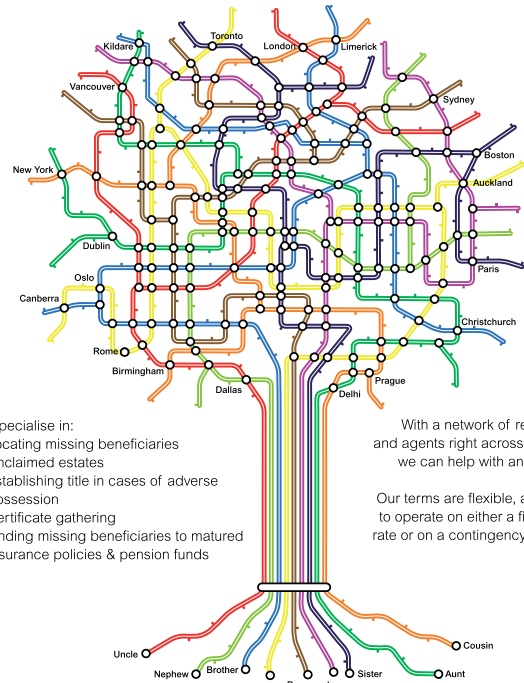 Toronto
Kildare
London
Limerick
Vancouver
Sydney
Boston
New York
Auckland
Dublin
Paris
Oslo
Canberra
Christchurch
Rome
Birmingham
Prague
Dallas
Delhi
pecialise in:
ocating missing beneficiaries
nclaimed estates
stablishing title in cases of adverse
ossession
ertificate gathering
nding missing beneficiaries to matured
surance policies & pension funds
With a network of re
and agents right across
we can help with an
Our terms are flexible, a
to operate on either a fi
rate or on a contingency
Uncle
Cousin
Nephew
Brother
Sister
Aunt